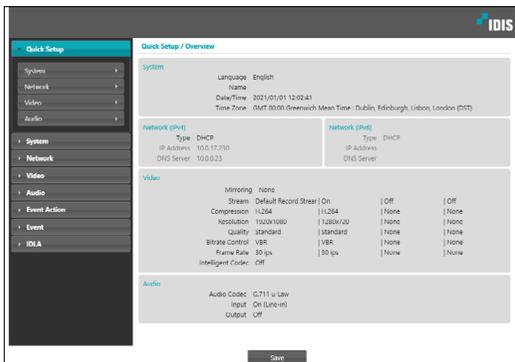 IDIS
Quick Setup
System
Network
Video
Audio
System
Network
Video
Audio
Event Action
Event
IDLA
Quick Setup / Overview
System
Language English
Name
Date/Time 2021/01/01 12:02:41
Time Zone GMT 00:00 Greenwich Mean Time : Dublin, Edinburgh, Lisbon, London (DST)
Network (IPv4)
Type DHCP
IP Address 10.0.17.230
DNS Server 10.0.0.23
Network (IPv6)
Type DHCP
IP Address
DNS Server
Video
Mirroring None
Stream Default Record Strear | On | Off | Off
Compression H.264 | H.264 | None | None
Resolution 1920x1080 | 1280x720 | None | None
Quality Standard | Standard | None | None
Bitrate Control VBR | VBR | None | None
Frame Rate 30 ips | 30 ips | None | None
Intelligent Codec Off
Audio
Audio Codec G.711 u-Law
Input On (Line-in)
Output Off
Save